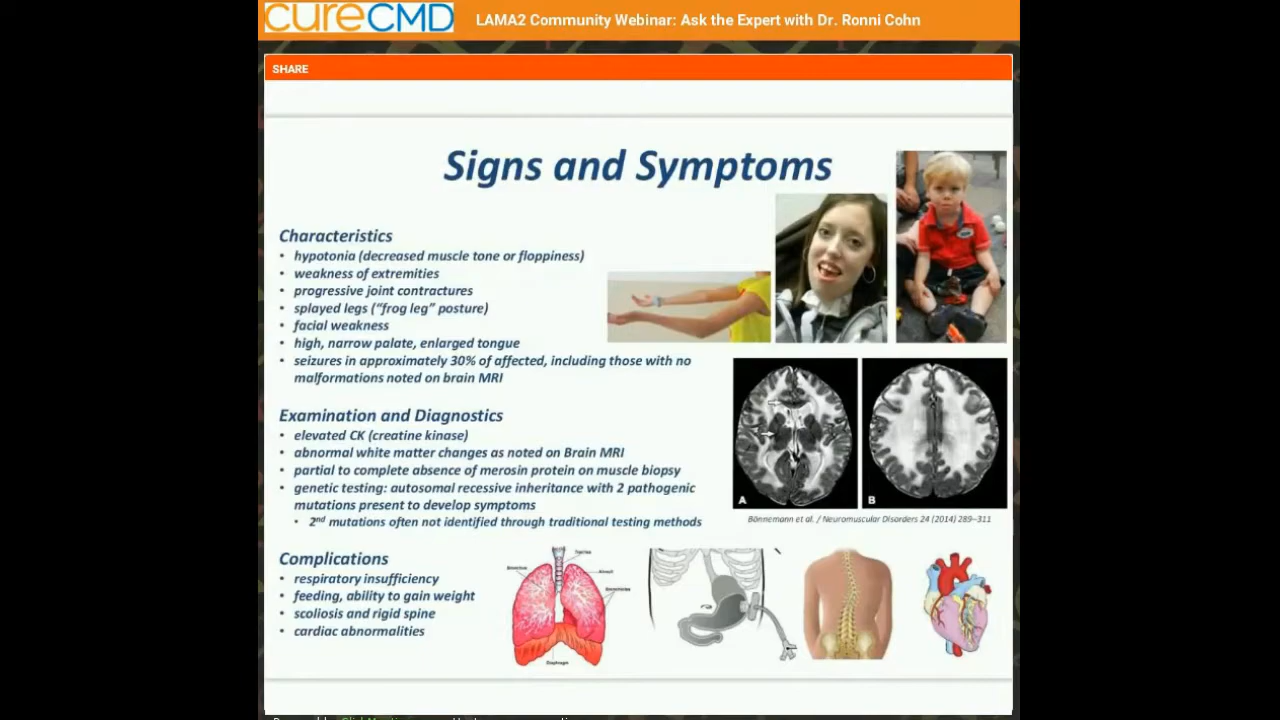 cureCMD
LAMA2 Community Webinar: Ask the Expert with Dr. Ronni Cohn
SHARE
Signs and Symptoms
Characteristics
• hypotonia (decreased muscle tone or floppiness)
• weakness of extremities
• progressive joint contractures
• splayed legs (“frog leg” posture)
• facial weakness
• high, narrow palate, enlarged tongue
• seizures in approximately 30% of affected, including those with no
malformations noted on brain MRI
Examination and Diagnostics
• elevated CK (creatine kinase)
• abnormal white matter changes as noted on Brain MRI
• partial to complete absence of merosin protein on muscle biopsy
• genetic testing: autosomal recessive inheritance with 2 pathogenic
mutations present to develop symptoms
• 2nd mutations often not identified through traditional testing methods
A
B
Bönnemann et al. / Neuromuscular Disorders 24 (2014) 289–311
Complications
• respiratory insufficiency
• feeding, ability to gain weight
• scoliosis and rigid spine
• cardiac abnormalities
Diaphragm